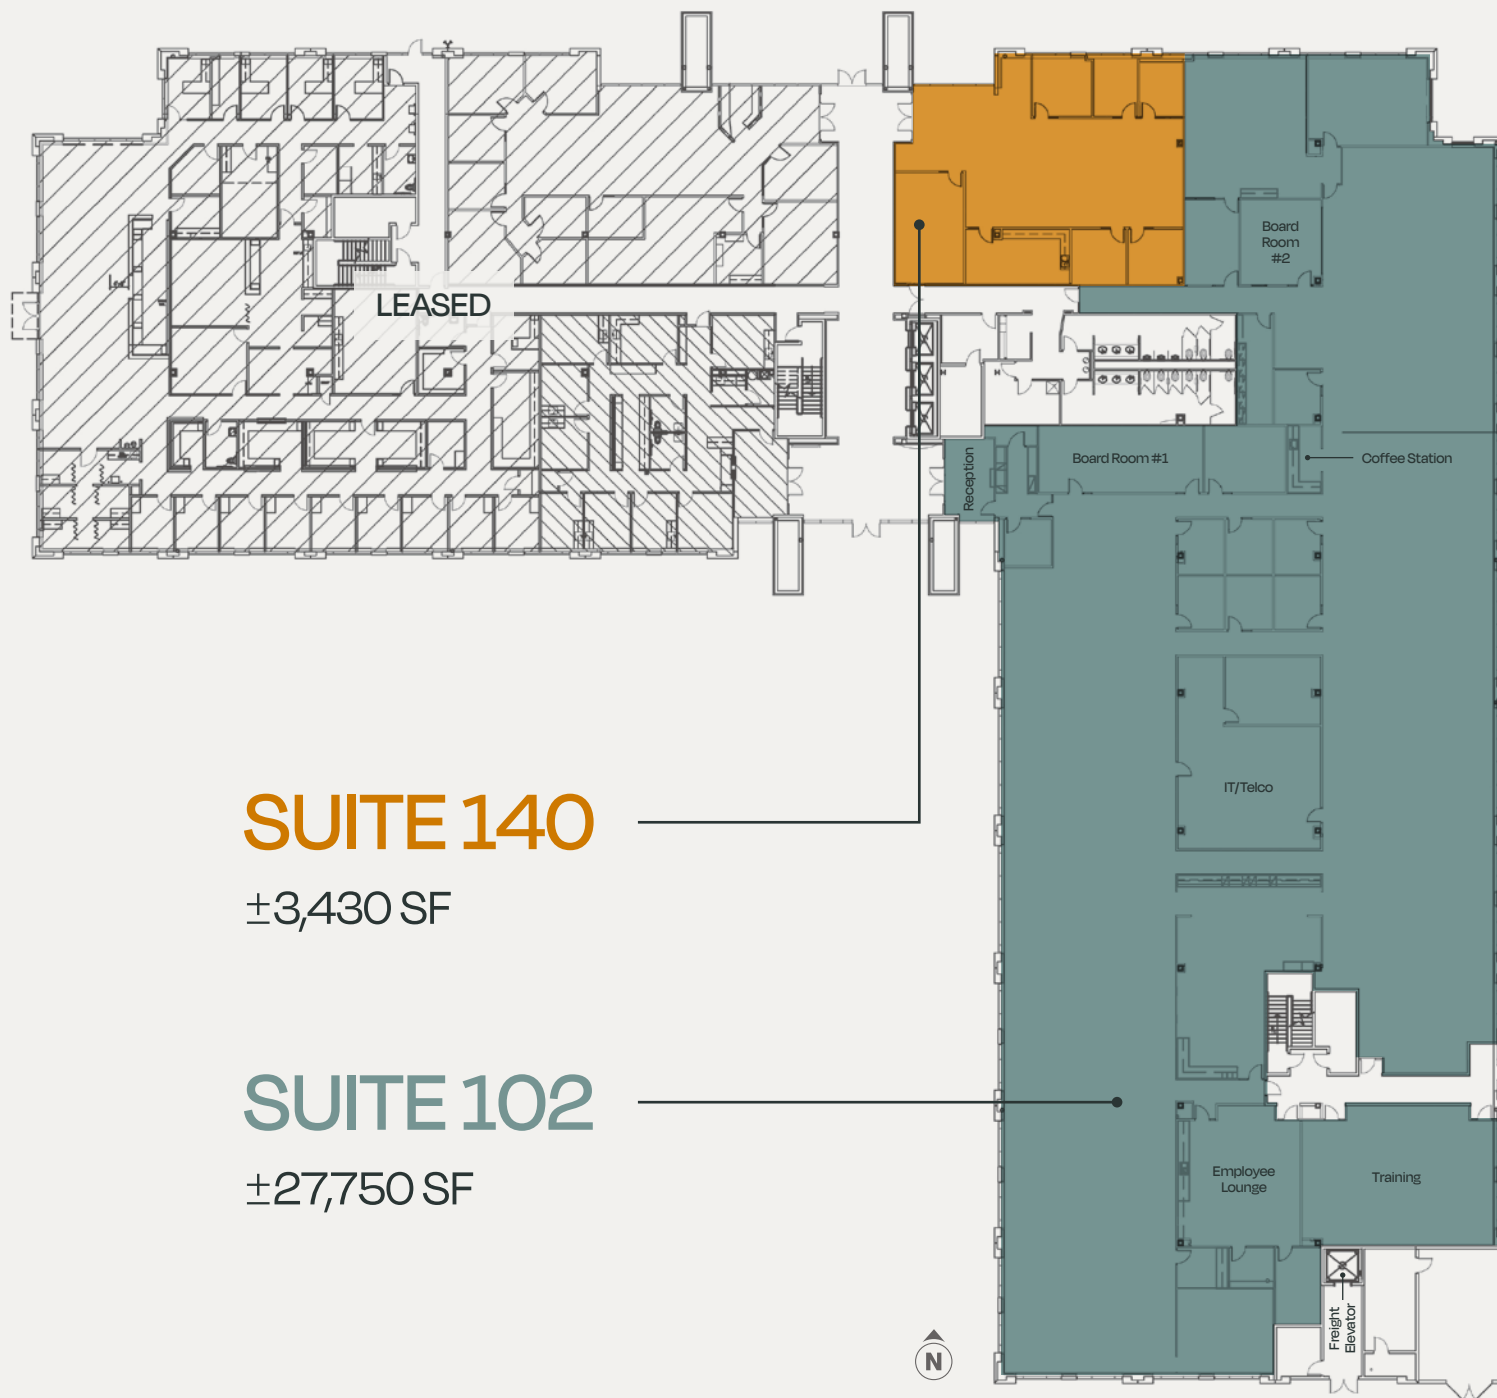 LEASED
Board
Room
#2
Reception
Board Room #1
Coffee Station
IT/Telco
SUITE 140
±3,430 SF
SUITE 102
±27,750 SF
Employee
Lounge
Training
Freight
Elevator
N